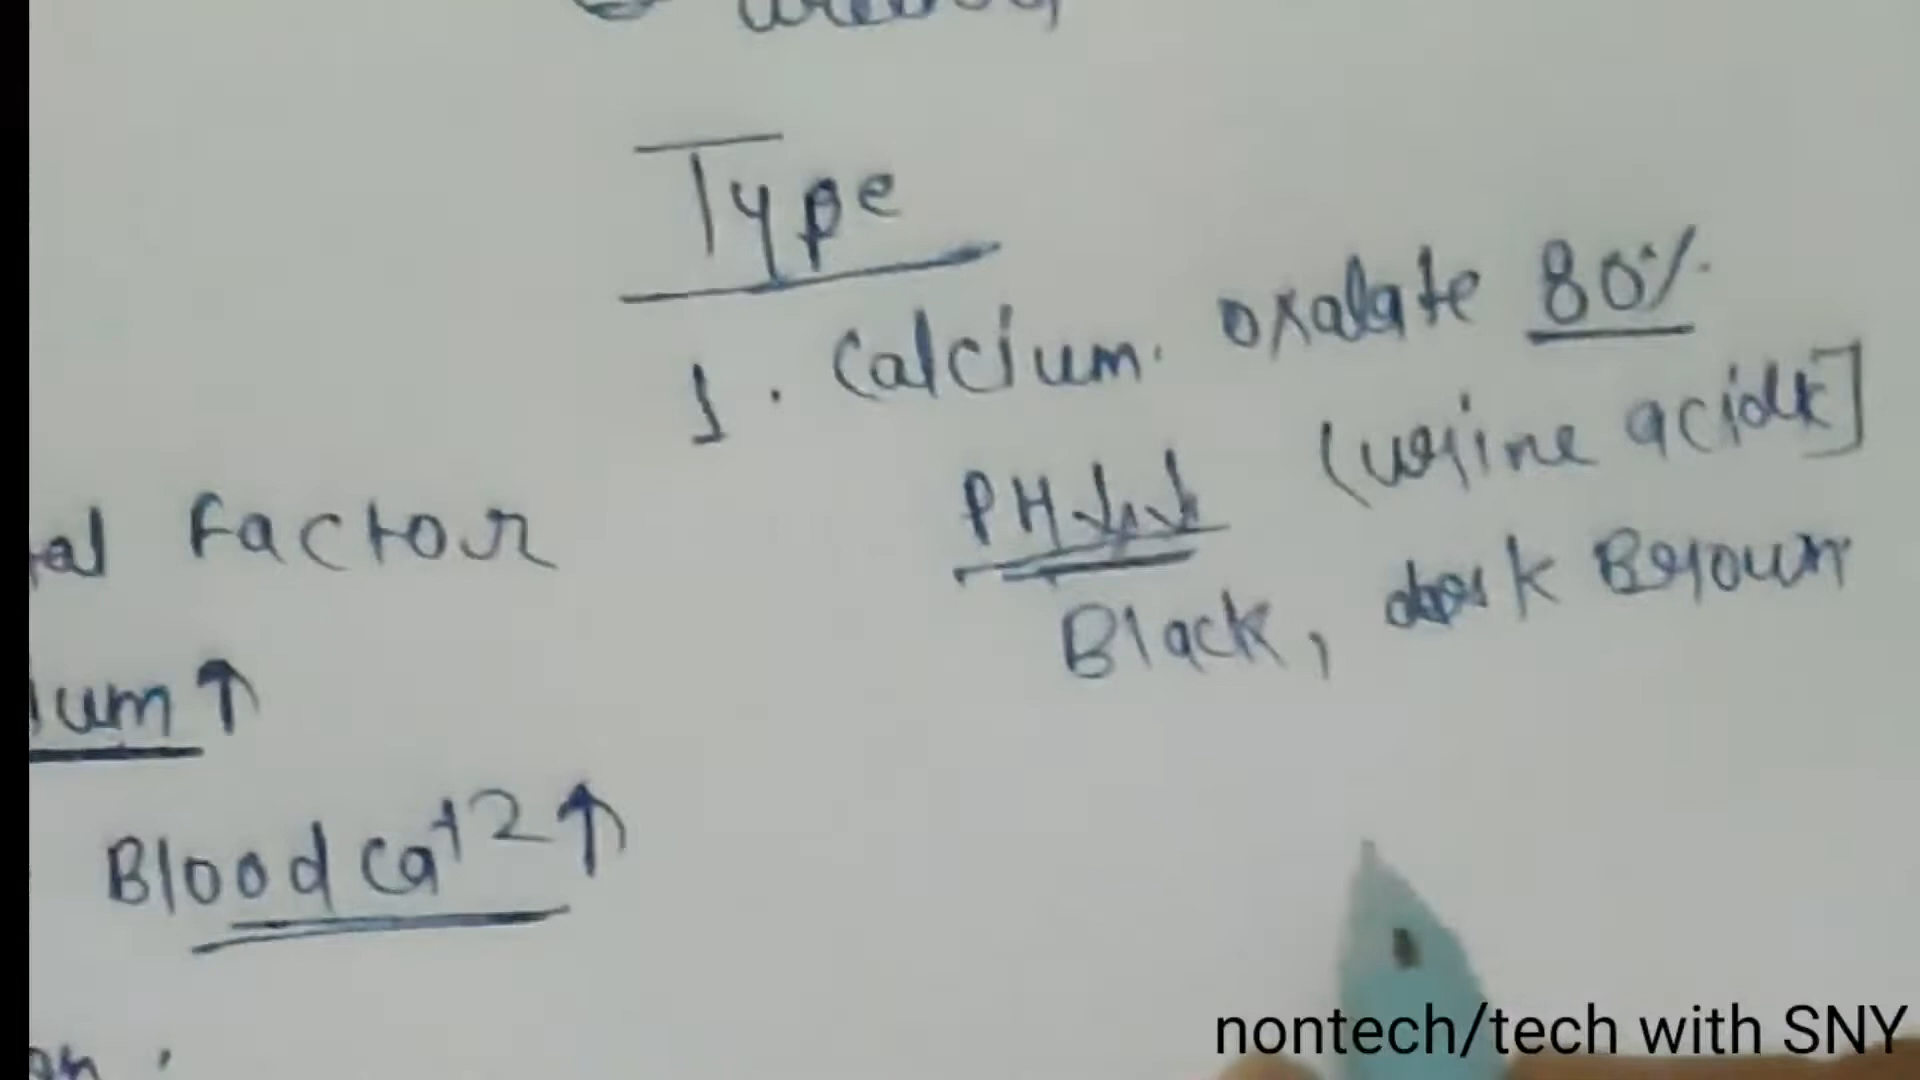 Type
1. Calcium. oxalate 80%
PH↓↓↓ (urine acidic]
Black, dark Brown
al Factor
ium ↑
Blood Ca+2 ↑
nontech/tech with SNY